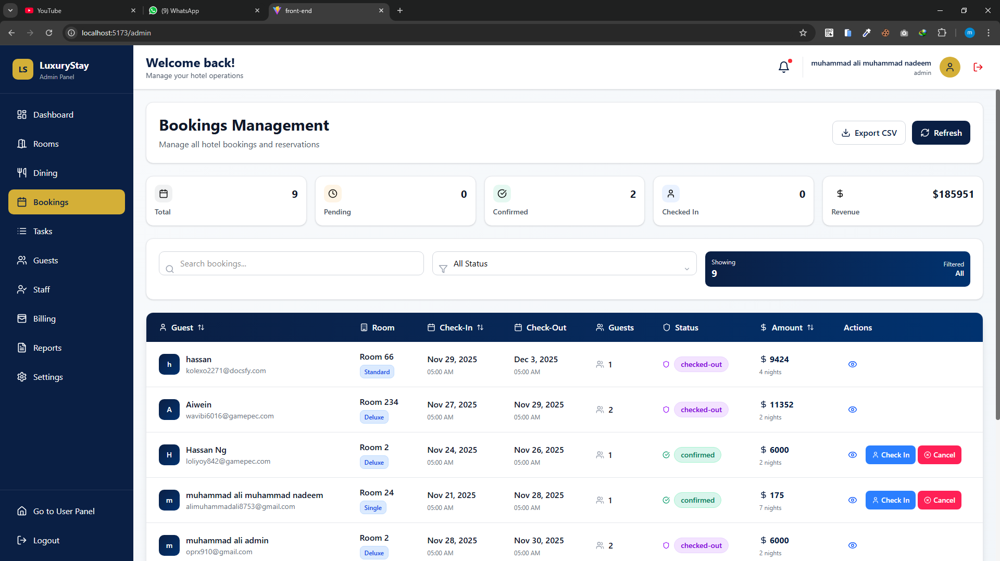 YouTube
(9) WhatsApp
front-end
localhost:5173/admin
m
LS
LuxuryStay
Admin Panel
Dashboard
Rooms
Dining
Bookings
Tasks
Guests
Staff
Billing
Reports
Settings
Go to User Panel
Logout
Welcome back!
Manage your hotel operations
muhammad ali muhammad nadeem
admin
Bookings Management
Manage all hotel bookings and reservations
Export CSV
Refresh
9
Total
0
Pending
2
Confirmed
0
Checked In
$ $185951
Revenue
Search bookings...
All Status
Showing
9
Filtered
All
Guest Room Check-In Check-Out Guests Status $ Amount Actions
h hassan Room 66 Nov 29, 2025 Dec 3, 2025 1 checked-out $ 9424
kolexo2271@docsfy.com Standard 05:00 AM 05:00 AM 4 nights
A Aiwein Room 234 Nov 27, 2025 Nov 29, 2025 2 checked-out $ 11352
wavibi6016@gamepec.com Deluxe 05:00 AM 05:00 AM 2 nights
H Hassan Ng Room 2 Nov 24, 2025 Nov 26, 2025 1 confirmed $ 6000 Check In Cancel
loliyoy842@gamepec.com Deluxe 05:00 AM 05:00 AM 2 nights
m muhammad ali muhammad nadeem Room 24 Nov 21, 2025 Nov 28, 2025 1 confirmed $ 175 Check In Cancel
alimuhammadali8753@gmail.com Single 05:00 AM 05:00 AM 7 nights
m muhammad ali admin Room 2 Nov 28, 2025 Nov 30, 2025 2 checked-out $ 6000
oprx910@gmail.com Deluxe 05:00 AM 05:00 AM 2 nights